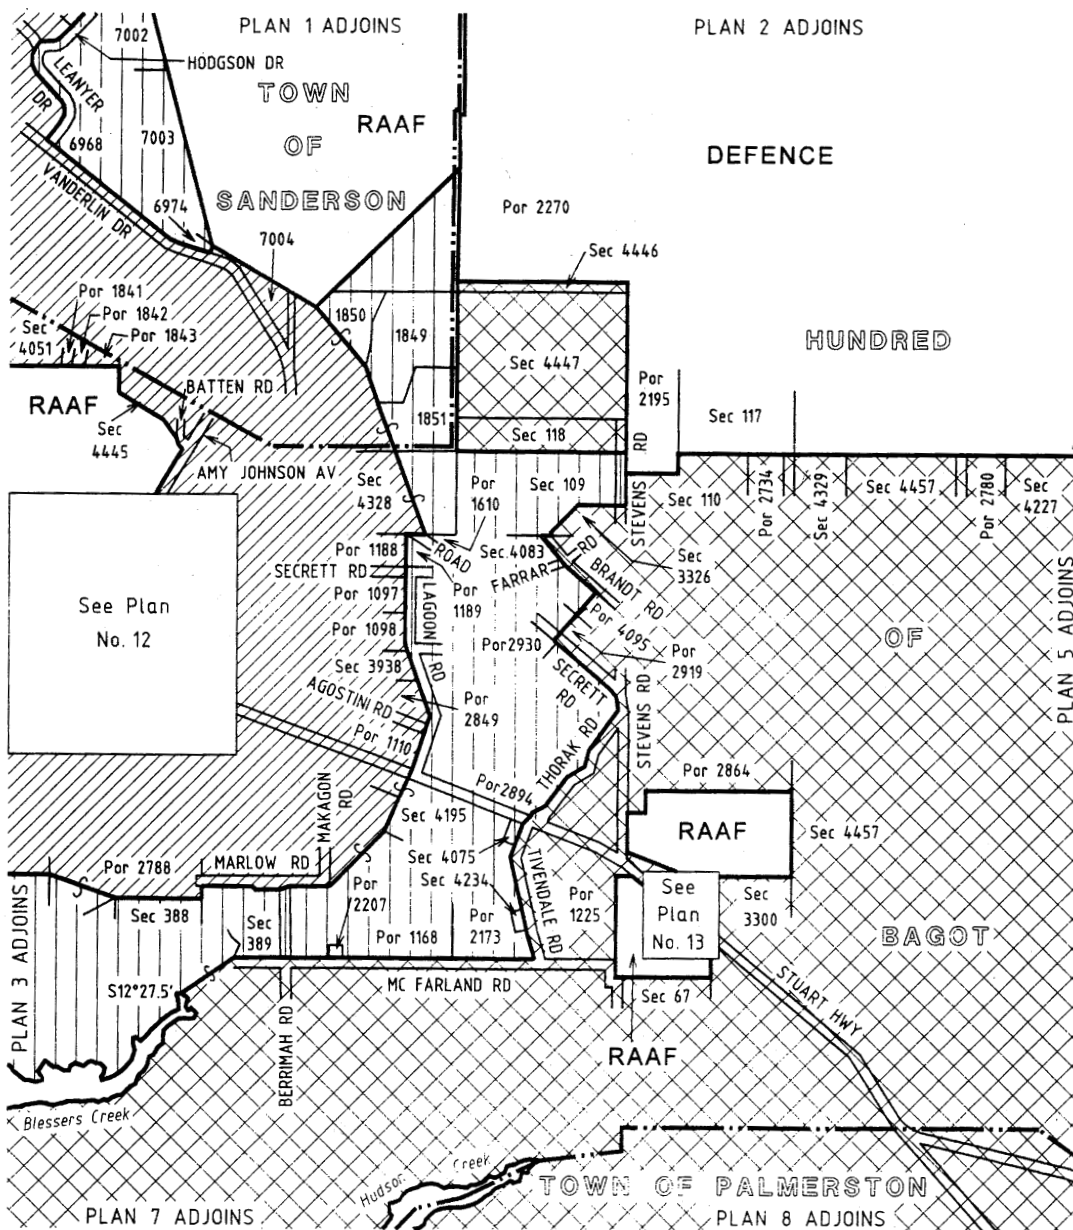 PLAN 1 ADJOINS
PLAN 2 ADJOINS
7002
HODGSON DR
LEANYER
DR
TOWN
OF
SANDERSON
RAAF
DEFENCE
6968
7003
VANDERLIN DR
6974
7004
Por 2270
Sec 4446
Por 1841
Por 1842
Por 1843
Sec
4051
1850
1849
HUNDRED
Sec 4447
Por
2195
BATTEN RD
RAAF
Sec
4445
1851
Sec 118
Sec 117
RD
STEVENS
AMY JOHNSON AV
Sec
4328
Por
1610
Sec 109
Sec 110
Por 2734
Sec 4329
Sec 4457
Por 2780
Sec
4227
Por 1188
ROAD
Sec 4083
FARRAR
RD
BRANDT RD
Sec
3326
SECRETT RD
Por 1097
LAGOON
RD
Por
1189
See Plan
No. 12
Por 1098
Por 4095
Por 2930
Por
2919
OF
PLAN 5 ADJOINS
Sec 3938
SECRETT
RD
AGOSTINI RD
Por
2849
STEVENS RD
Por 1110
THORAK RD
Por 2894
Por 2864
MAKAGON
RD
Sec 4195
RAAF
Sec 4457
Sec 4075
Por 2788
MARLOW RD
Sec 4234
TIVENDALE RD
Por
2207
Por
1225
See
Plan
No. 13
Sec
3300
PLAN 3 ADJOINS
Sec 388
Sec
389
Por 1168
Por
2173
BAGOT
S12°27.5'
MC FARLAND RD
Sec 67
STUART HWY
BERRIMAH RD
RAAF
Blessers Creek
Hudson Creek
TOWN OF PALMERSTON
PLAN 7 ADJOINS
PLAN 8 ADJOINS